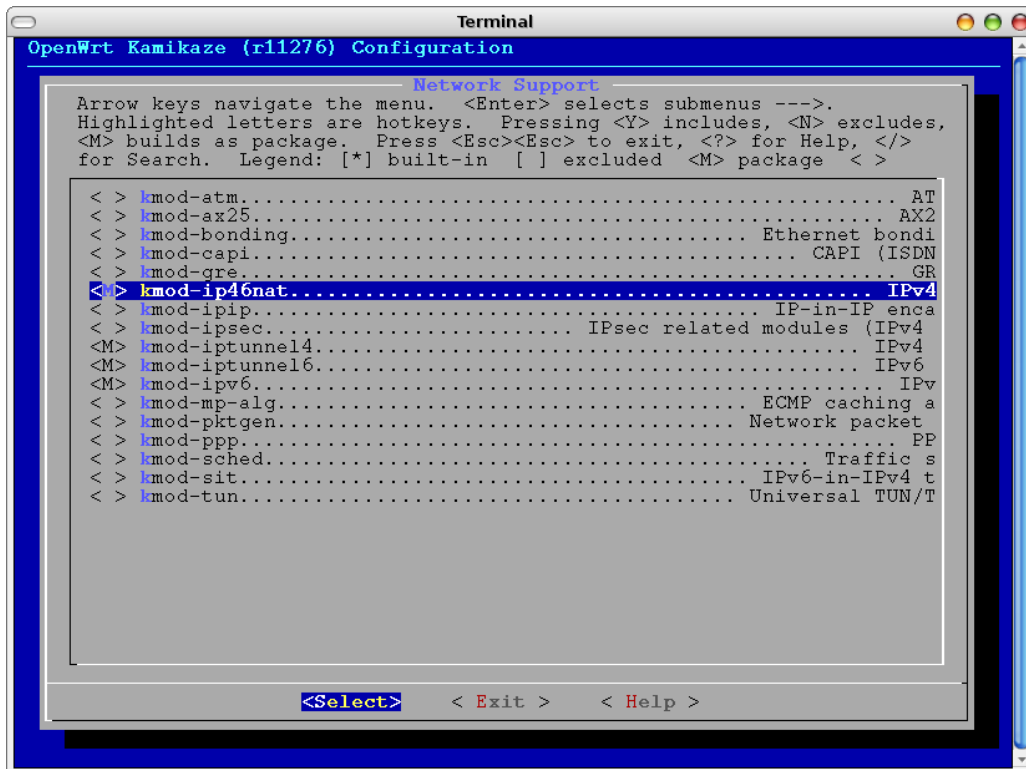 Terminal
OpenWrt Kamikaze (r11276) Configuration
Network Support
Arrow keys navigate the menu.  <Enter> selects submenus --->.
Highlighted letters are hotkeys.  Pressing <Y> includes, <N> excludes,
<M> builds as package.  Press <Esc><Esc> to exit, <?> for Help, </>
for Search.  Legend: [*] built-in  [ ] excluded  <M> package  < >
< > kmod-atm.................................................... AT
< > kmod-ax25.................................................. AX2
< > kmod-bonding.................................... Ethernet bondi
< > kmod-capi............................................ CAPI (ISDN
< > kmod-gre.................................................... GR
<M> kmod-ip46nat.............................................. IPv4
< > kmod-ipip......................................... IP-in-IP enca
< > kmod-ipsec........................ IPsec related modules (IPv4
<M> kmod-iptunnel4........................................... IPv4
<M> kmod-iptunnel6........................................... IPv6
<M> kmod-ipv6.................................................. IPv
< > kmod-mp-alg..................................... ECMP caching a
< > kmod-pktgen.................................... Network packet
< > kmod-ppp.................................................... PP
< > kmod-sched............................................ Traffic s
< > kmod-sit........................................ IPv6-in-IPv4 t
< > kmod-tun....................................... Universal TUN/T
<Select>    < Exit >    < Help >